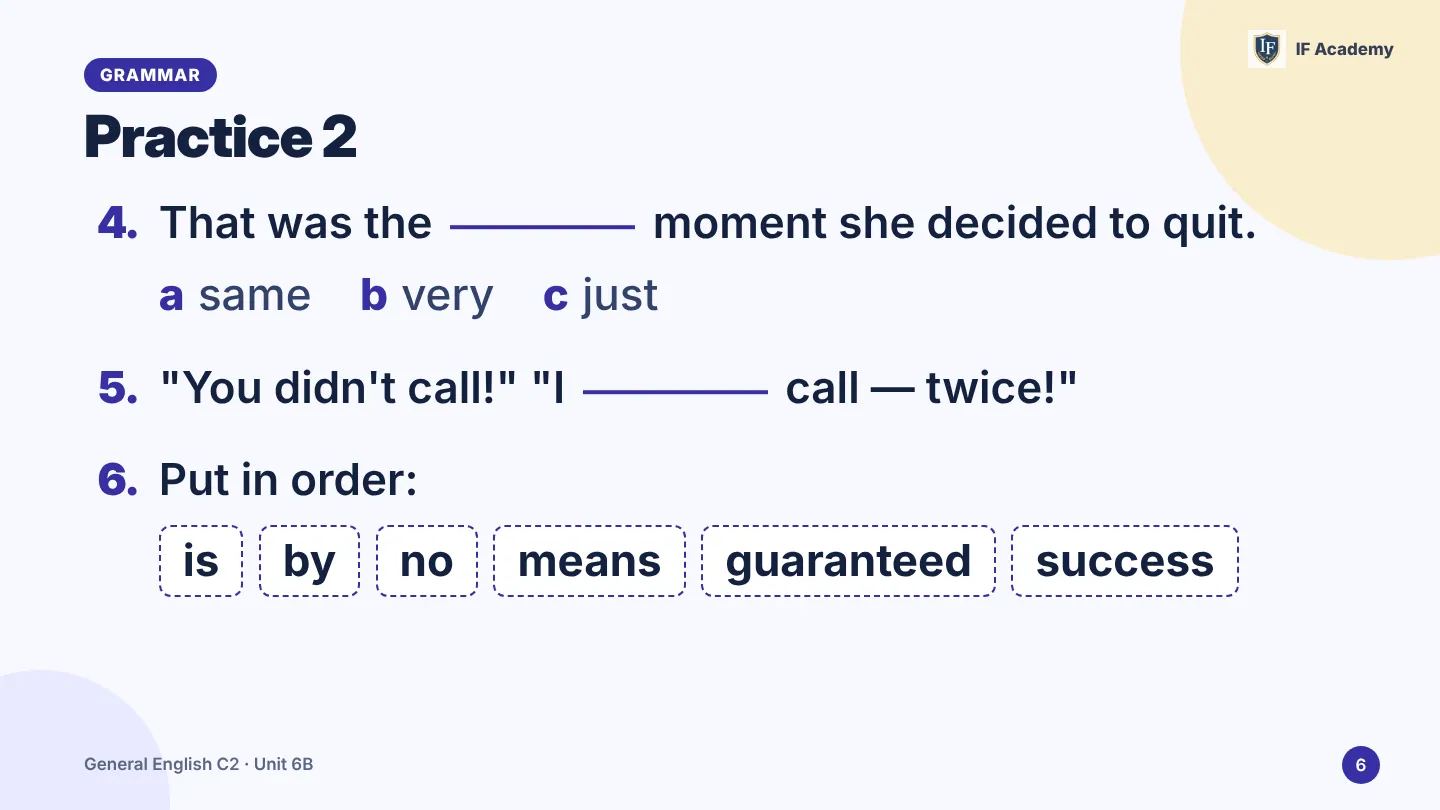 IF Academy
GRAMMAR
Practice 2
4. That was the ________ moment she decided to quit.
a same b very c just
5. "You didn't call!" "I ________ call — twice!"
6. Put in order:
is by no means guaranteed success
General English C2 · Unit 6B
6